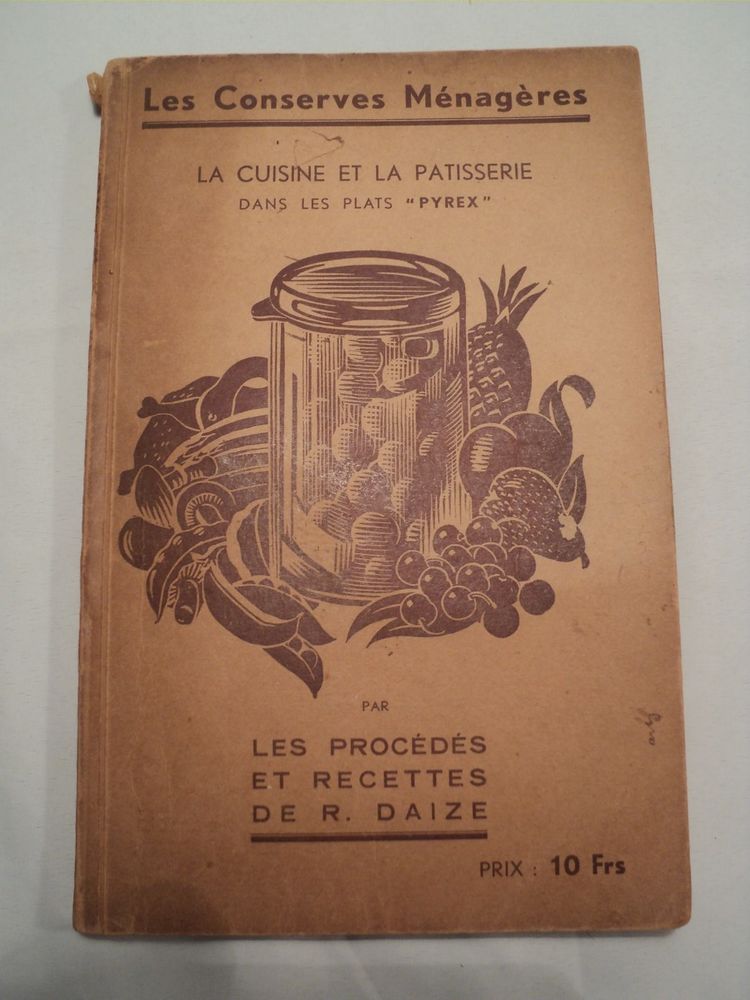 Les Conserves Ménagères
LA CUISINE ET LA PATISSERIE
DANS LES PLATS "PYREX"
PAR
LES PROCÉDÉS
ET RECETTES
DE R. DAIZE
PRIX : 10 Frs